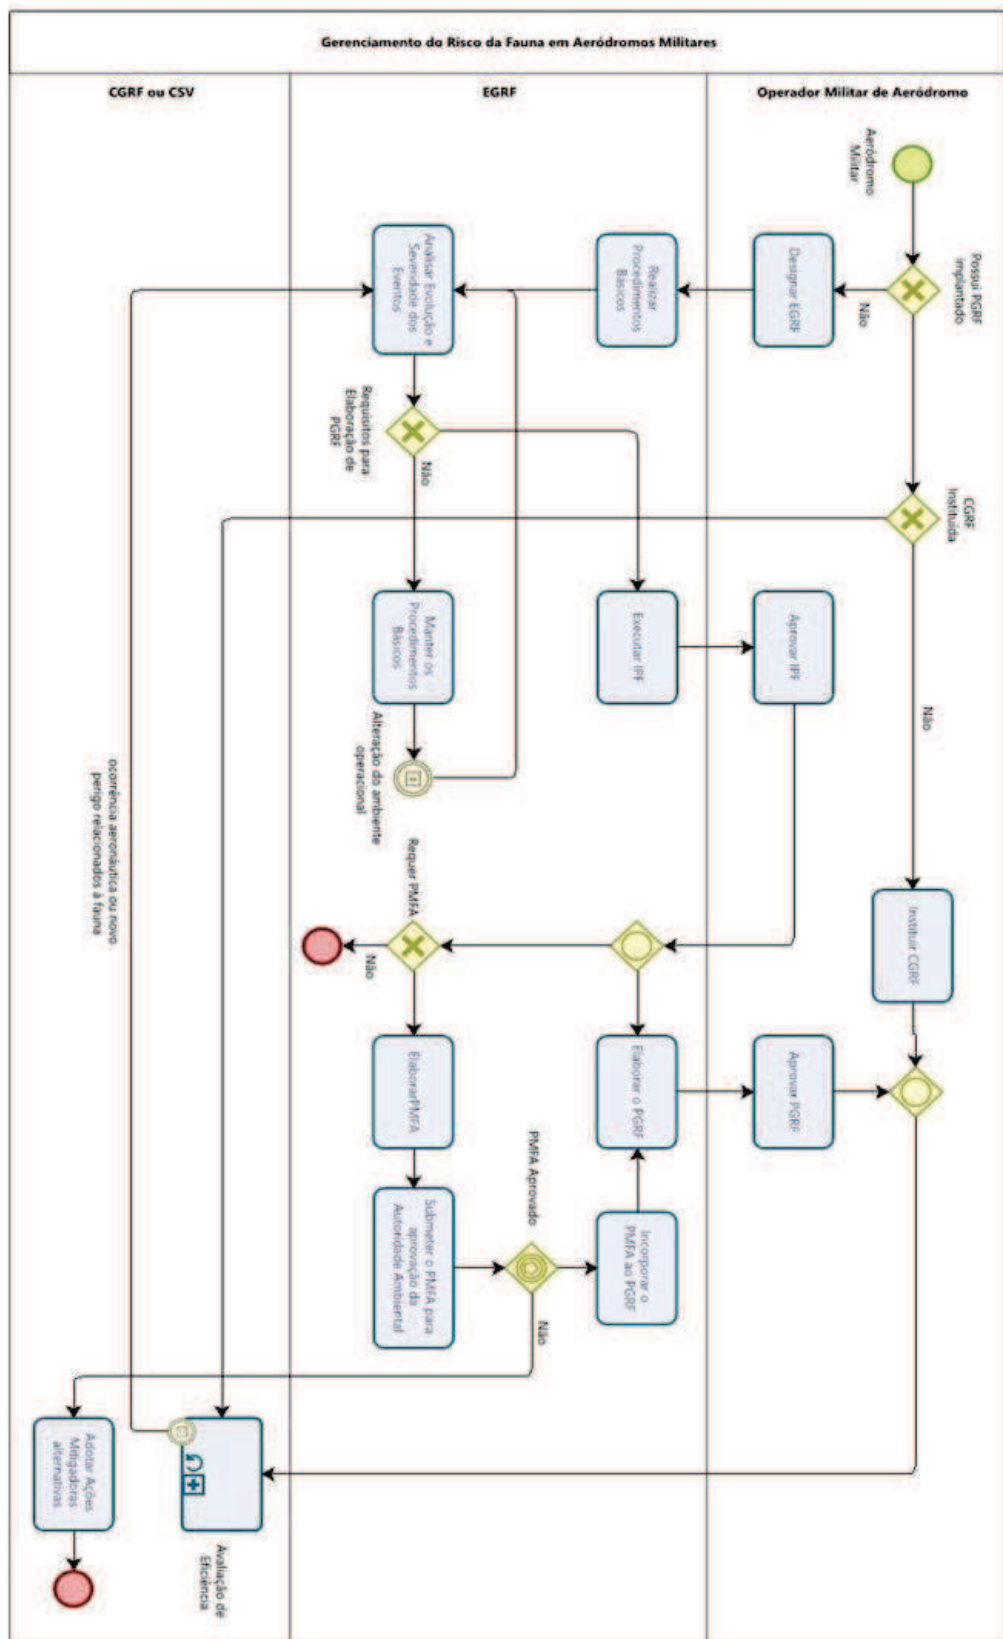 Gerenciamento do Risco da Fauna em Aeródromos Militares
CGRF ou CSV
EGRF
Operador Militar de Aeródromo
Aeródromo
Militar
Possui PGRF
implantado
Não
Designar EGRF
Realizar
Procedimentos
Básicos
Analisar Evolução e
Severidade dos
Eventos
Requisitos para
Elaboração de
PGRF
Não
CGRF
Instituída
Não
Manter os
Procedimentos
Básicos
Executar IPF
Aprovar IPF
Alteração do ambiente
operacional
ocorrência aeronáutica ou novo
perigo relacionados à fauna
Requer PMFA
Não
Instituir CGRF
ElaborarPMFA
Elaborar o PGRF
Aprovar PGRF
Submeter o PMFA para
aprovação da
Autoridade Ambiental
PMFA Aprovado
Não
Incorporar o
PMFA ao PGRF
Adotar Ações
Mitigadoras
alternativas
Avaliação de
Eficiência